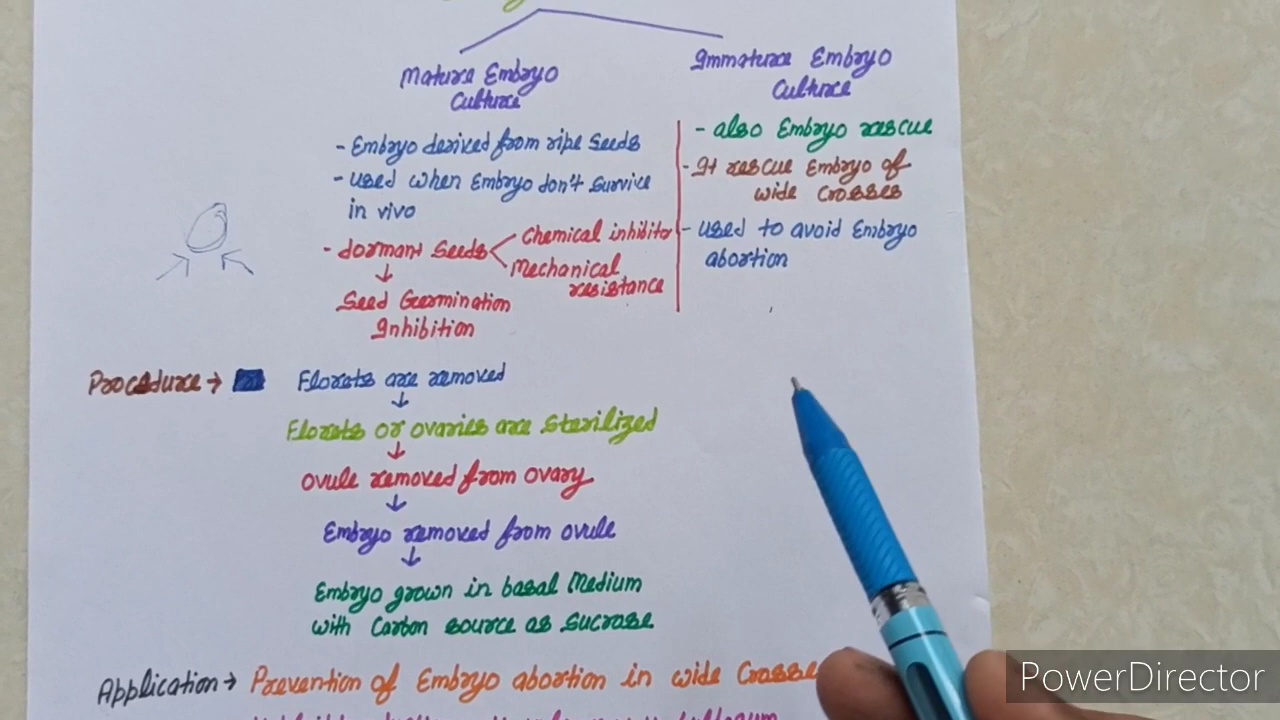 Mature Embryo
Culture
- Embryo derived from ripe seeds
- used when Embryo don't survive
in vivo
- dormant seeds
Chemical inhibitor
Mechanical
resistance
Seed Germination
Inhibition
Immature Embryo
Culture
- also Embryo rescue
- It rescue Embryo of
wide Crosses
- used to avoid Embryo
abortion
Procedure → Florets are removed
Florets or ovaries are sterilized
Ovule removed from ovary
Embryo removed from ovule
Embryo grown in basal Medium
with Carbon source as sucrose
Application → Prevention of Embryo abortion in wide Crosse
PowerDirector